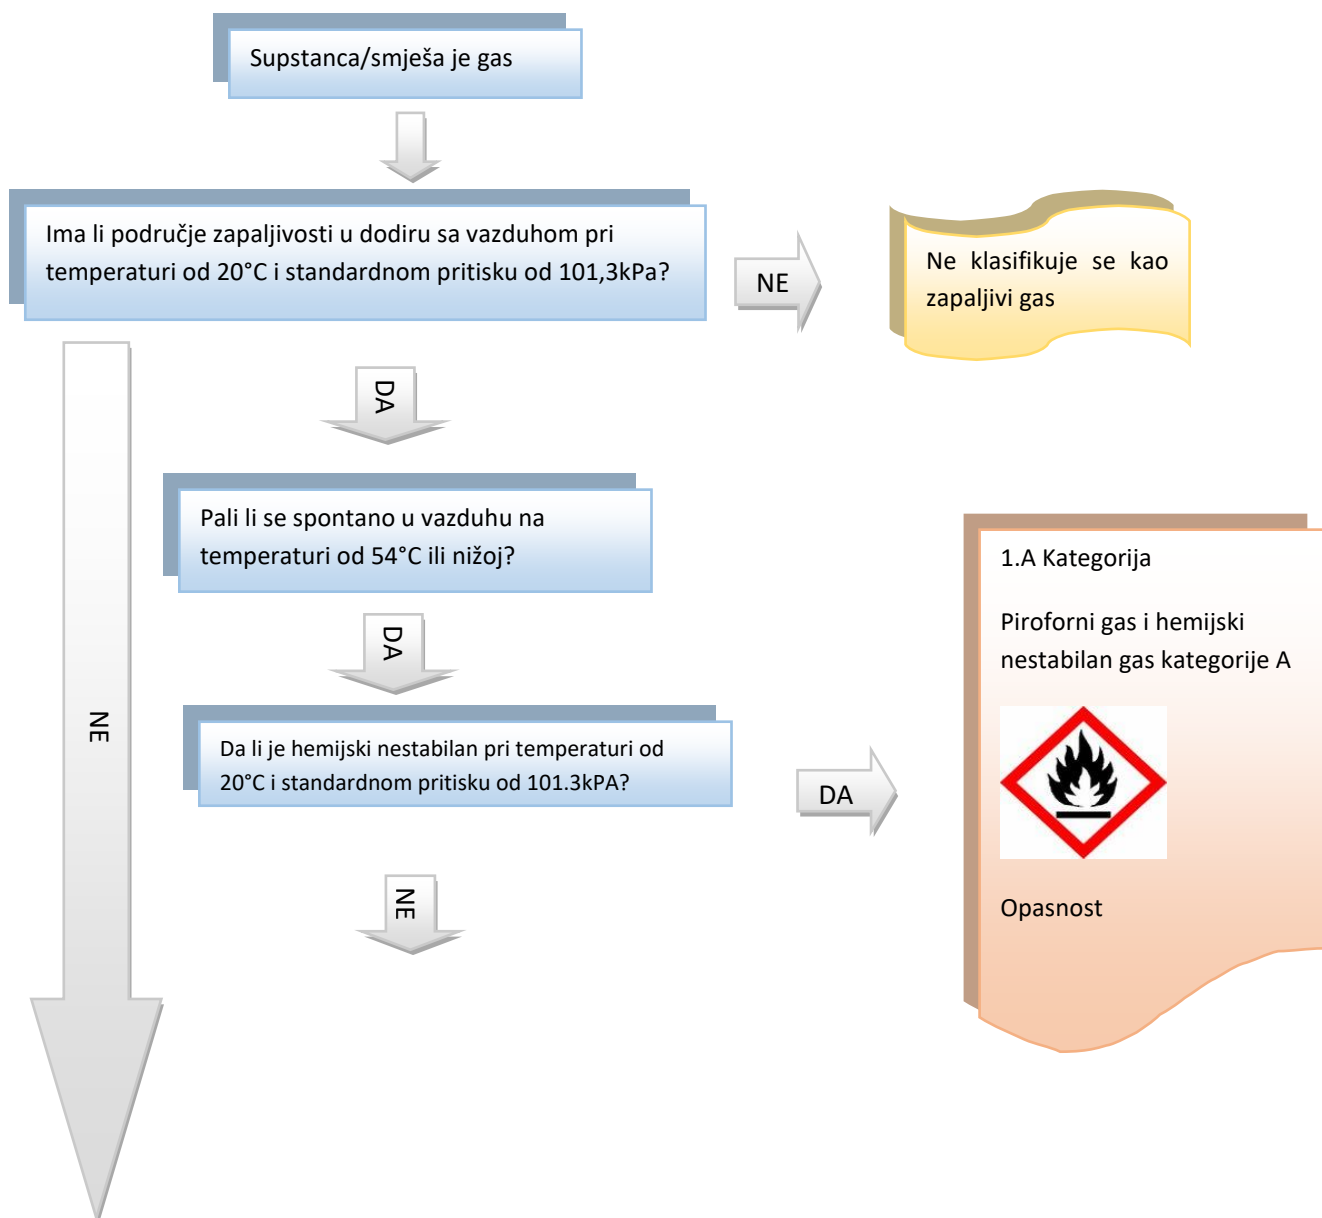 Supstanca/smješa je gas
Ima li područje zapaljivosti u dodiru sa vazduhom pri
temperaturi od 20°C i standardnom pritisku od 101,3kPa?
NE
Ne klasifikuje se kao
zapaljivi gas
DA
Pali li se spontano u vazduhu na
temperaturi od 54°C ili nižoj?
DA
NE
Da li je hemijski nestabilan pri temperaturi od
20°C i standardnom pritisku od 101.3kPA?
DA
1.A Kategorija
Piroforni gas i hemijski
nestabilan gas kategorije A
Opasnost
NE